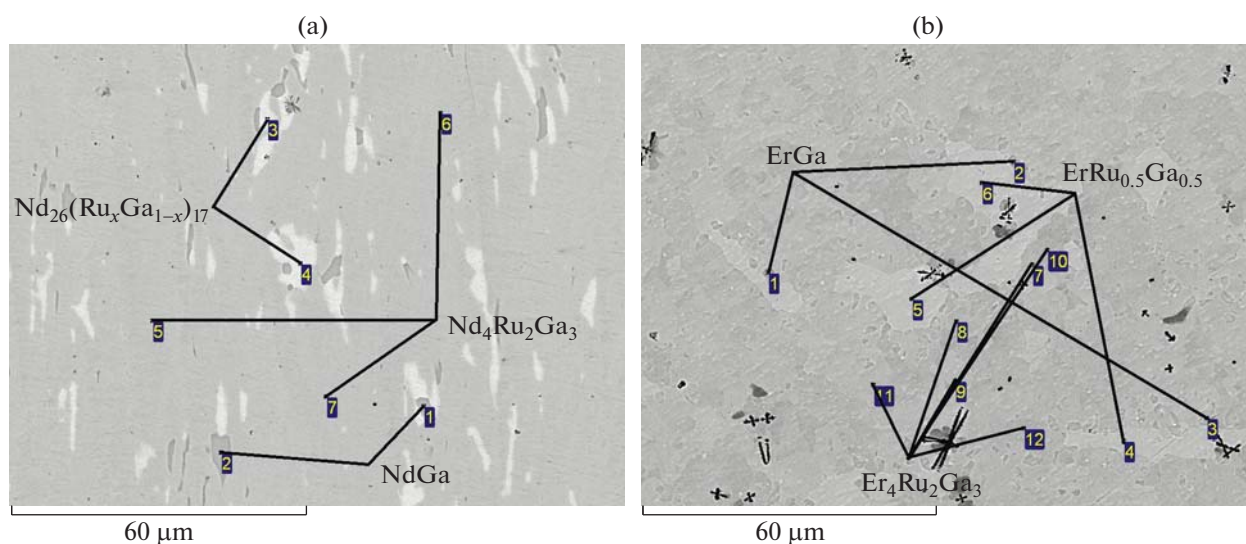 (a)
(b)
3
6
Nd₂₆(RuₓGa₁₋ₓ)₁₇
4
5
Nd₄Ru₂Ga₃
7
1
2
NdGa
60 μm
ErGa
2
6
ErRu₀.₅Ga₀.₅
1
10
7
5
8
9
11
3
12
4
Er₄Ru₂Ga₃
60 μm